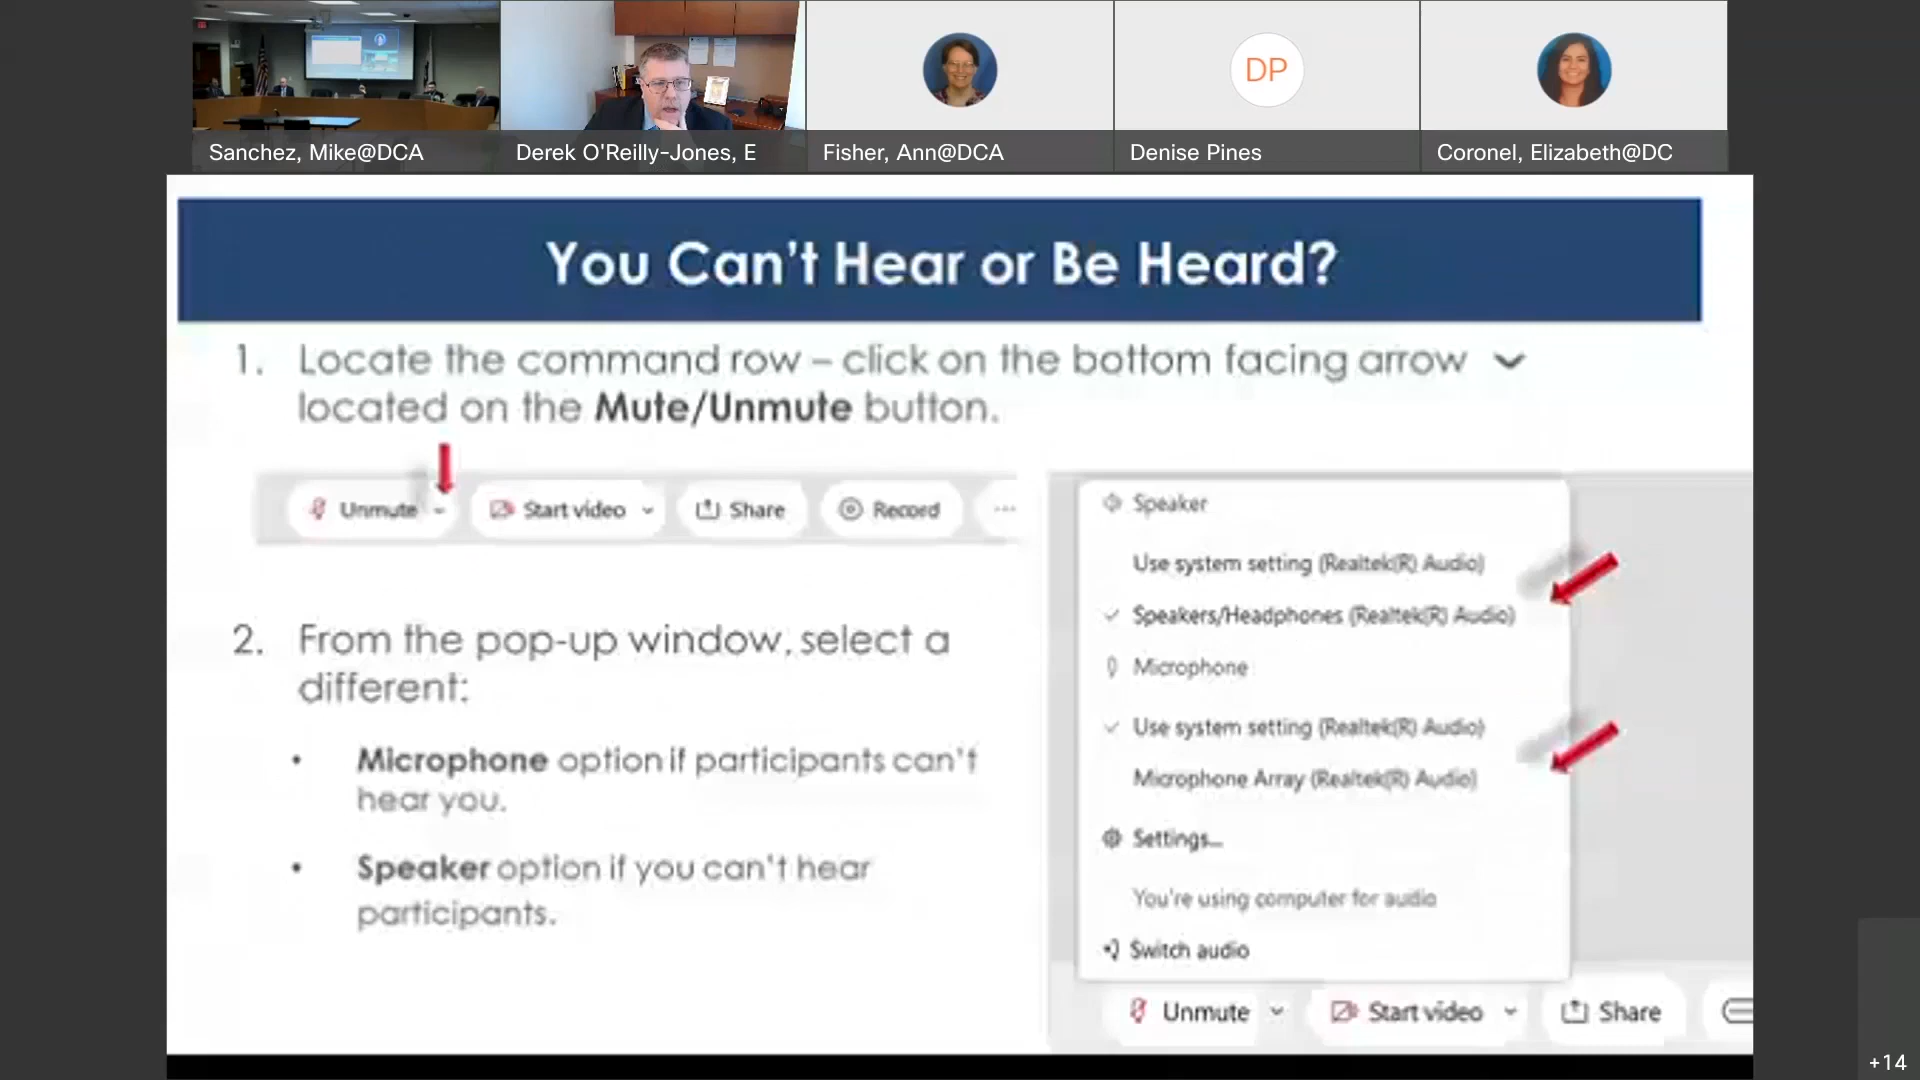 Sanchez, Mike@DCA
Derek O'Reilly-Jones, E
Fisher, Ann@DCA
DP
Denise Pines
Coronel, Elizabeth@DC
You Can't Hear or Be Heard?
1. Locate the command row – click on the bottom facing arrow
located on the Mute/Unmute button.
Unmute
Start video
Share
Record
2. From the pop-up window, select a
different:
• Microphone option if participants can't
hear you.
• Speaker option if you can't hear
participants.
Speaker
Use system setting (Realtek(R) Audio)
Speakers/Headphones (Realtek(R) Audio)
Microphone
Use system setting (Realtek(R) Audio)
Microphone Array (Realtek(R) Audio)
Settings...
You're using computer for audio
Switch audio
Unmute
Start video
Share
+14